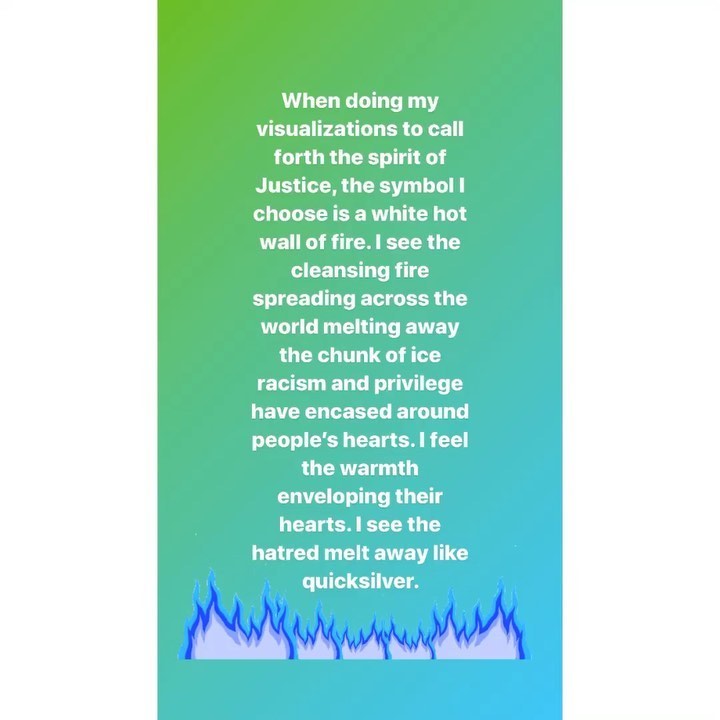 When doing my
visualizations to call
forth the spirit of
Justice, the symbol I
choose is a white hot
wall of fire. I see the
cleansing fire
spreading across the
world melting away
the chunk of ice
racism and privilege
have encased around
people's hearts. I feel
the warmth
enveloping their
hearts. I see the
hatred melt away like
quicksilver.